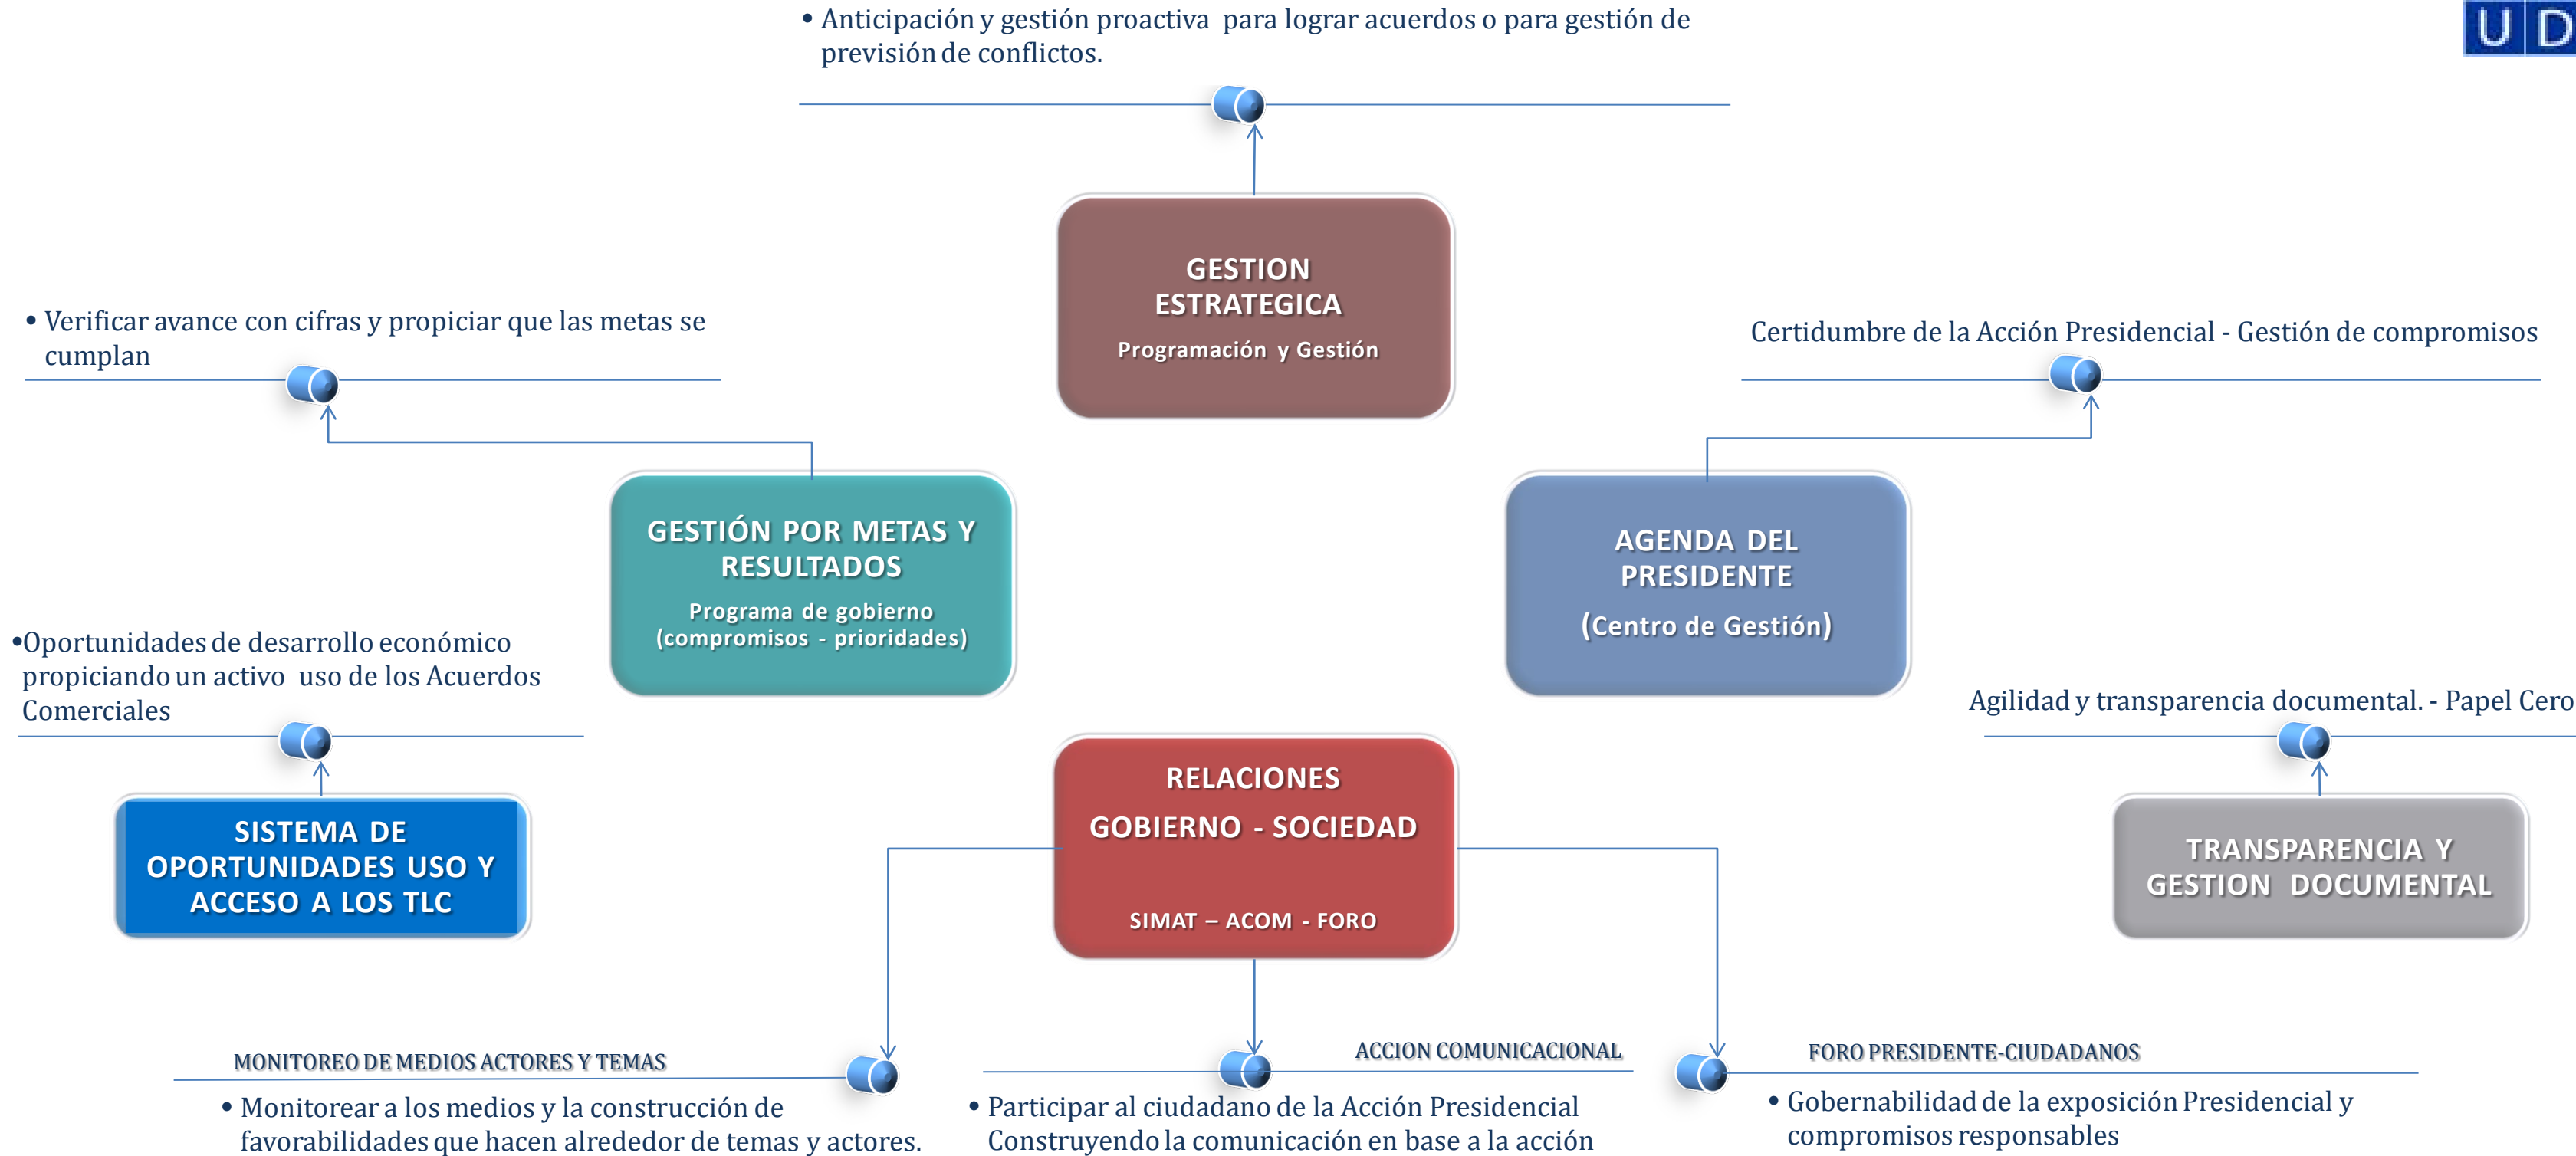 • Anticipación y gestión proactiva para lograr acuerdos o para gestión de
previsión de conflictos.
U D
GESTION
ESTRATEGICA
Programación y Gestión
• Verificar avance con cifras y propiciar que las metas se
cumplan
Certidumbre de la Acción Presidencial - Gestión de compromisos
GESTIÓN POR METAS Y
RESULTADOS
Programa de gobierno
(compromisos - prioridades)
AGENDA DEL
PRESIDENTE
(Centro de Gestión)
•Oportunidades de desarrollo económico
propiciando un activo uso de los Acuerdos
Comerciales
Agilidad y transparencia documental. - Papel Cero
SISTEMA DE
OPORTUNIDADES USO Y
ACCESO A LOS TLC
RELACIONES
GOBIERNO - SOCIEDAD
SIMAT – ACOM - FORO
TRANSPARENCIA Y
GESTION DOCUMENTAL
MONITOREO DE MEDIOS ACTORES Y TEMAS
• Monitorear a los medios y la construcción de
favorabilidades que hacen alrededor de temas y actores.
ACCION COMUNICACIONAL
• Participar al ciudadano de la Acción Presidencial
Construyendo la comunicación en base a la acción
FORO PRESIDENTE-CIUDADANOS
• Gobernabilidad de la exposición Presidencial y
compromisos responsables